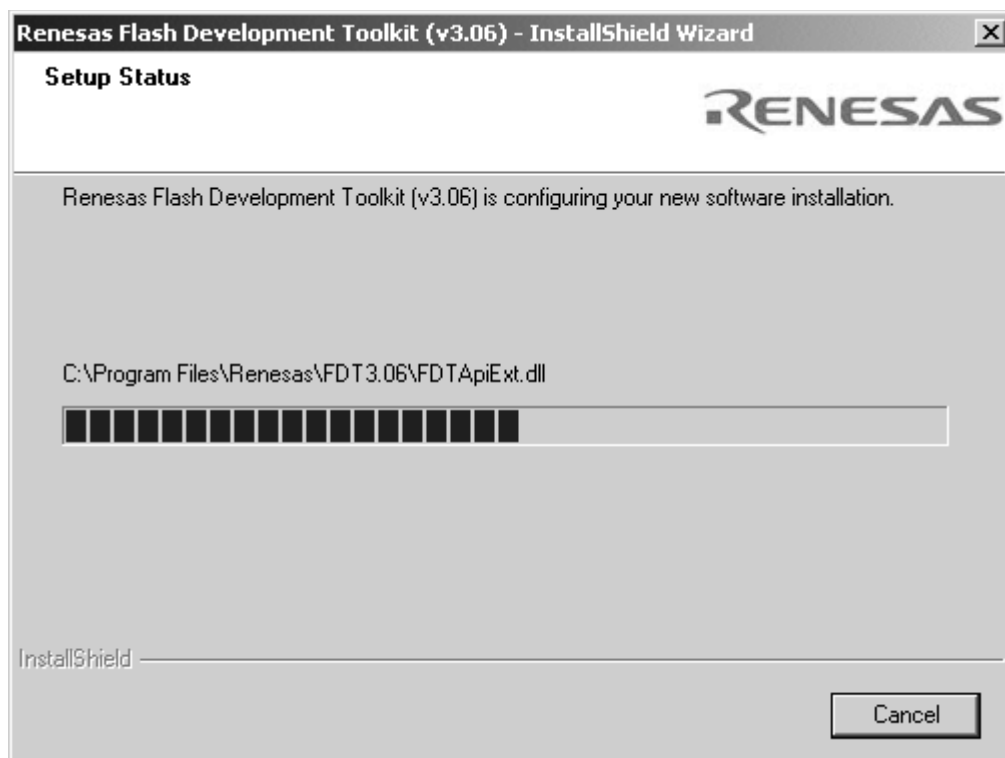 Renesas Flash Development Toolkit (v3.06) - InstallShield Wizard
Setup Status
RENESAS
Renesas Flash Development Toolkit (v3.06) is configuring your new software installation.
C:\Program Files\Renesas\FDT3.06\FDTApiExt.dll
InstallShield
Cancel